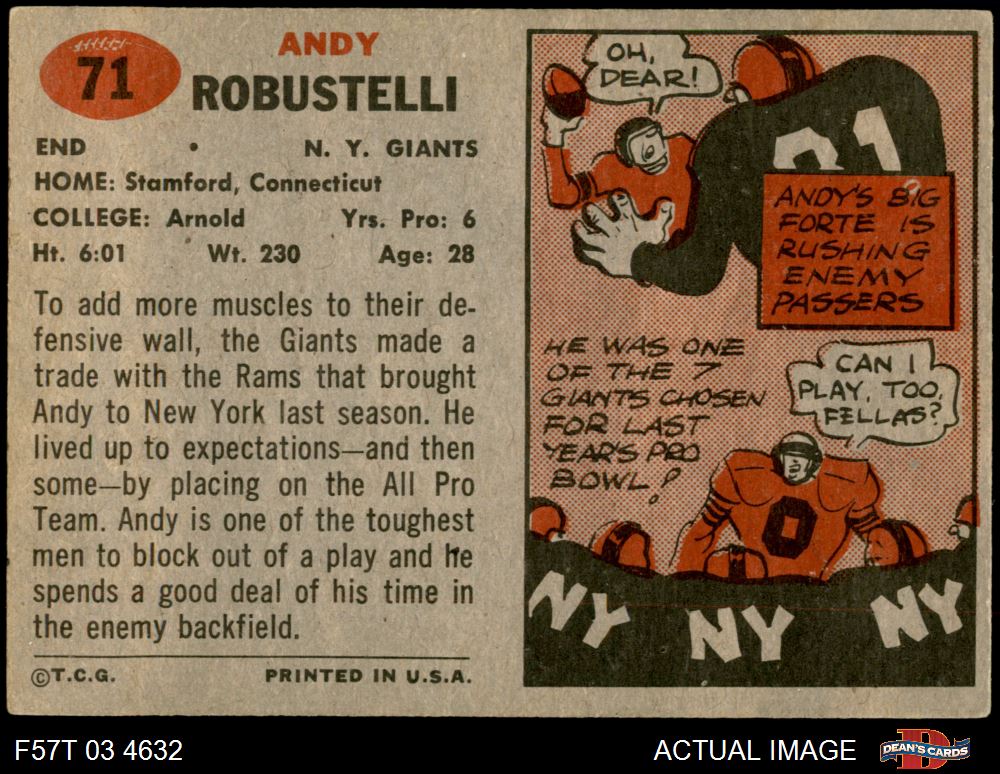 71
ANDY
ROBUSTELLI
END • N. Y. GIANTS
HOME: Stamford, Connecticut
COLLEGE: Arnold Yrs. Pro: 6
Ht. 6:01 Wt. 230 Age: 28
To add more muscles to their de-
fensive wall, the Giants made a
trade with the Rams that brought
Andy to New York last season. He
lived up to expectations—and then
some—by placing on the All Pro
Team. Andy is one of the toughest
men to block out of a play and he
spends a good deal of his time in
the enemy backfield.
©T.C.G. PRINTED IN U.S.A.
OH,
DEAR!
81
ANDY'S BIG
FORTE IS
RUSHING
ENEMY
PASSERS
HE WAS ONE
OF THE 7
GIANTS CHOSEN
FOR LAST
YEAR'S PRO
BOWL!
CAN I
PLAY, TOO,
FELLAS?
0
NY NY NY
F57T 03 4632 ACTUAL IMAGE DEAN'S CARDS